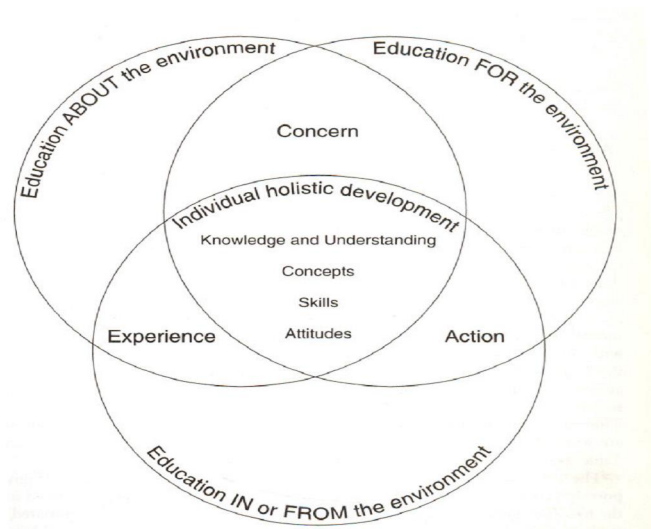 Education ABOUT the environment
Education FOR the environment
Concern
Individual holistic development
Knowledge and Understanding
Concepts
Skills
Attitudes
Experience
Action
Education IN or FROM the environment